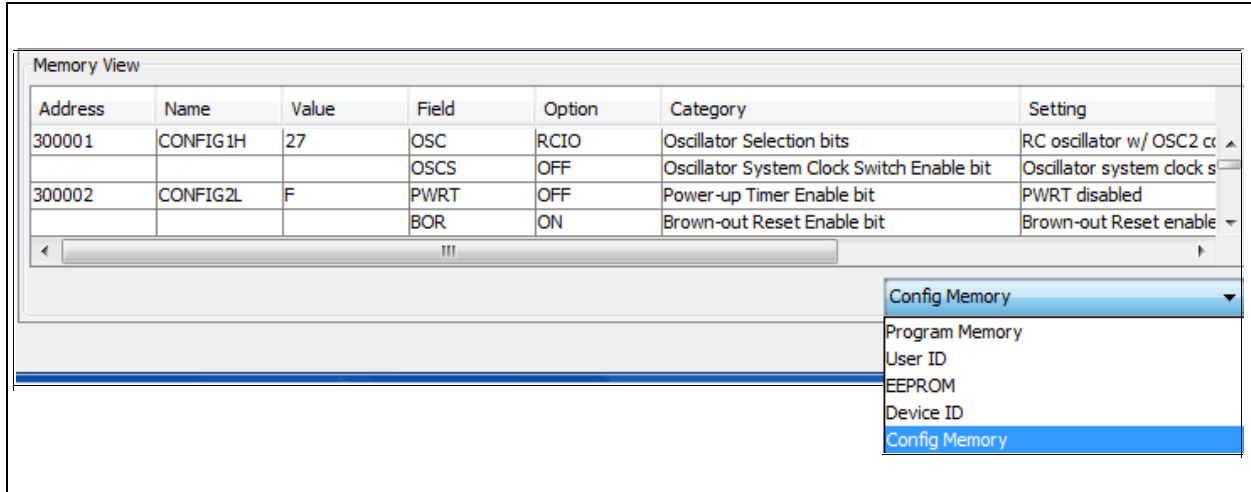 Memory View
Address Name Value Field Option Category Setting
300001 CONFIG1H 27 OSC RCIO Oscillator Selection bits RC oscillator w/ OSC2
OSCS OFF Oscillator System Clock Switch Enable bit Oscillator system clock s
300002 CONFIG2L F PWRT OFF Power-up Timer Enable bit PWRT disabled
BOR ON Brown-out Reset Enable bit Brown-out Reset enable
Config Memory
Program Memory
User ID
EEPROM
Device ID
Config Memory